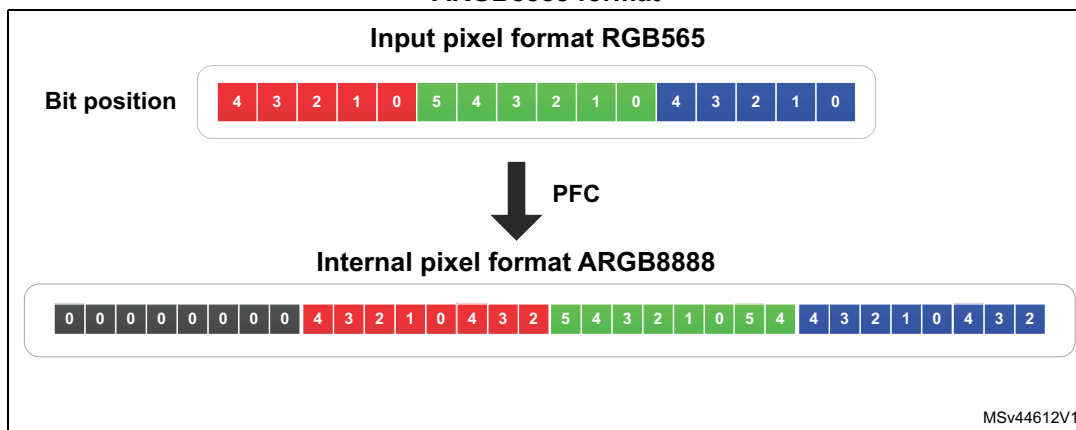 Input pixel format RGB565
Bit position 4 3 2 1 0 5 4 3 2 1 0 4 3 2 1 0
PFC
Internal pixel format ARGB8888
0 0 0 0 0 0 0 0 4 3 2 1 0 4 3 2 5 4 3 2 1 0 5 4 4 3 2 1 0 4 3 2
MSv44612V1